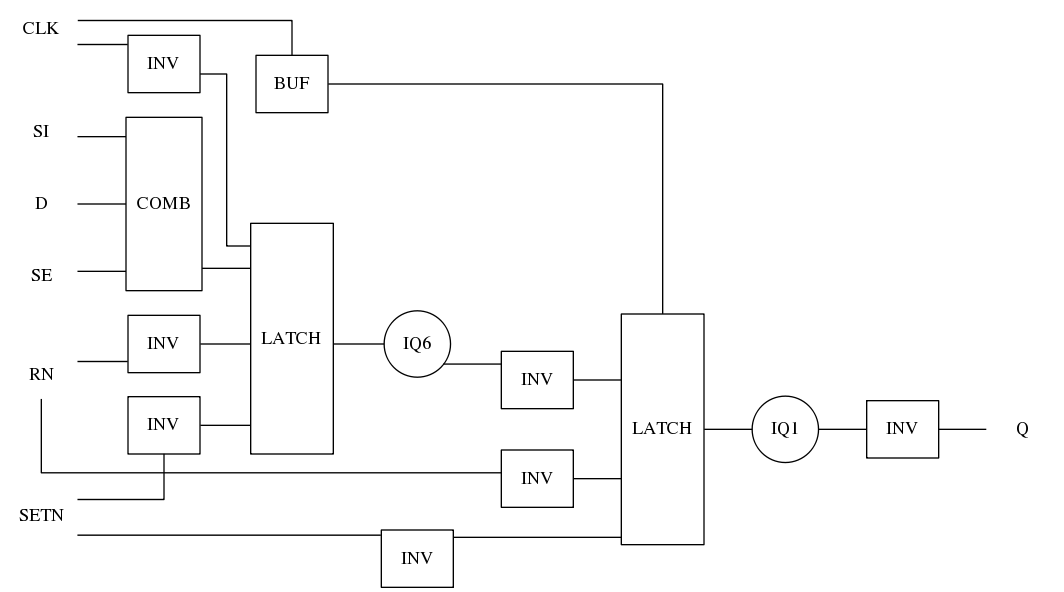 CLK
INV
BUF
SI
D
COMB
SE
INV
LATCH
IQ6
RN
INV
INV
LATCH
IQ1
INV
Q
INV
SETN
INV